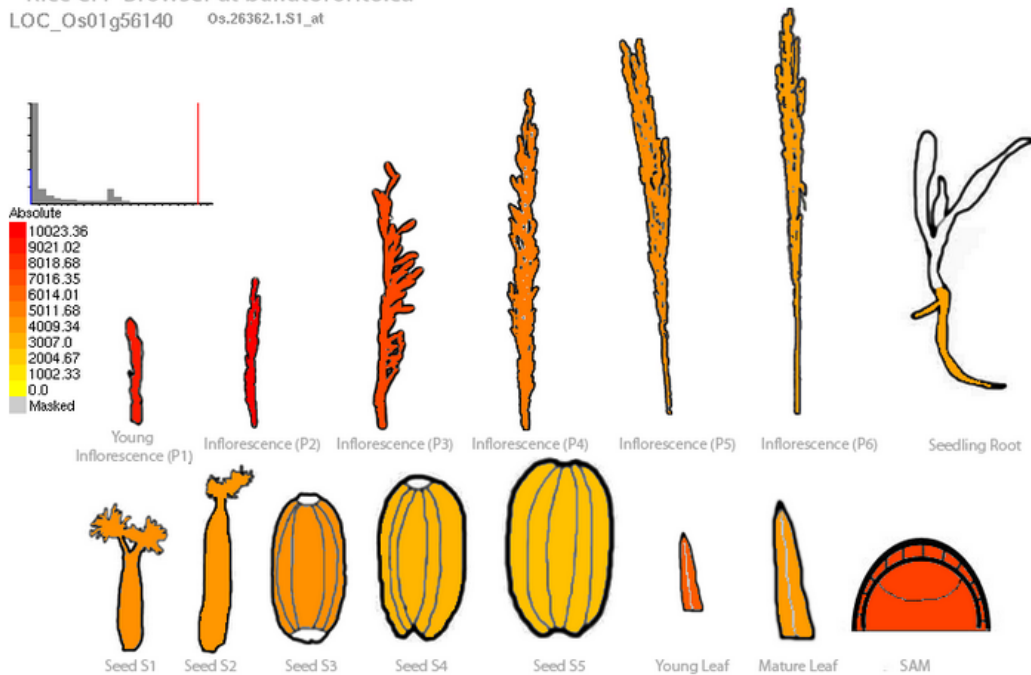 LOC_Os01g56140 Os.26362.1.S1_at
Absolute
10023.36
9021.02
8018.68
7016.35
6014.01
5011.68
4009.34
3007.0
2004.67
1002.33
0.0
Masked
Young
Inflorescence (P1)
Inflorescence (P2)
Inflorescence (P3)
Inflorescence (P4)
Inflorescence (P5)
Inflorescence (P6)
Seedling Root
Seed S1
Seed S2
Seed S3
Seed S4
Seed S5
Young Leaf
Mature Leaf
SAM